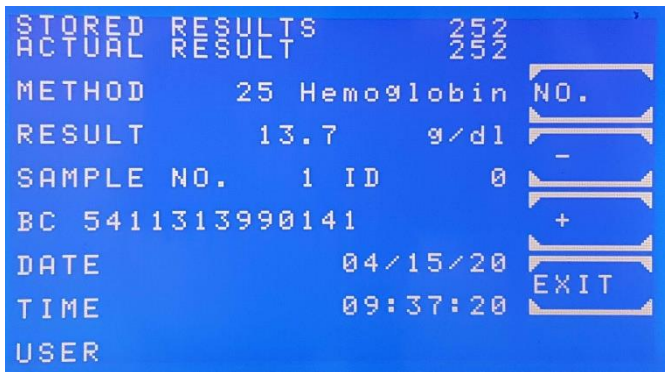 STORED RESULTS 252
ACTUAL RESULT 252
METHOD 25 Hemoglobin NO.
RESULT 13.7 g/dl
-
SAMPLE NO. 1 ID 0
BC 5411313990141 +
DATE 04/15/20
EXIT
TIME 09:37:20
USER